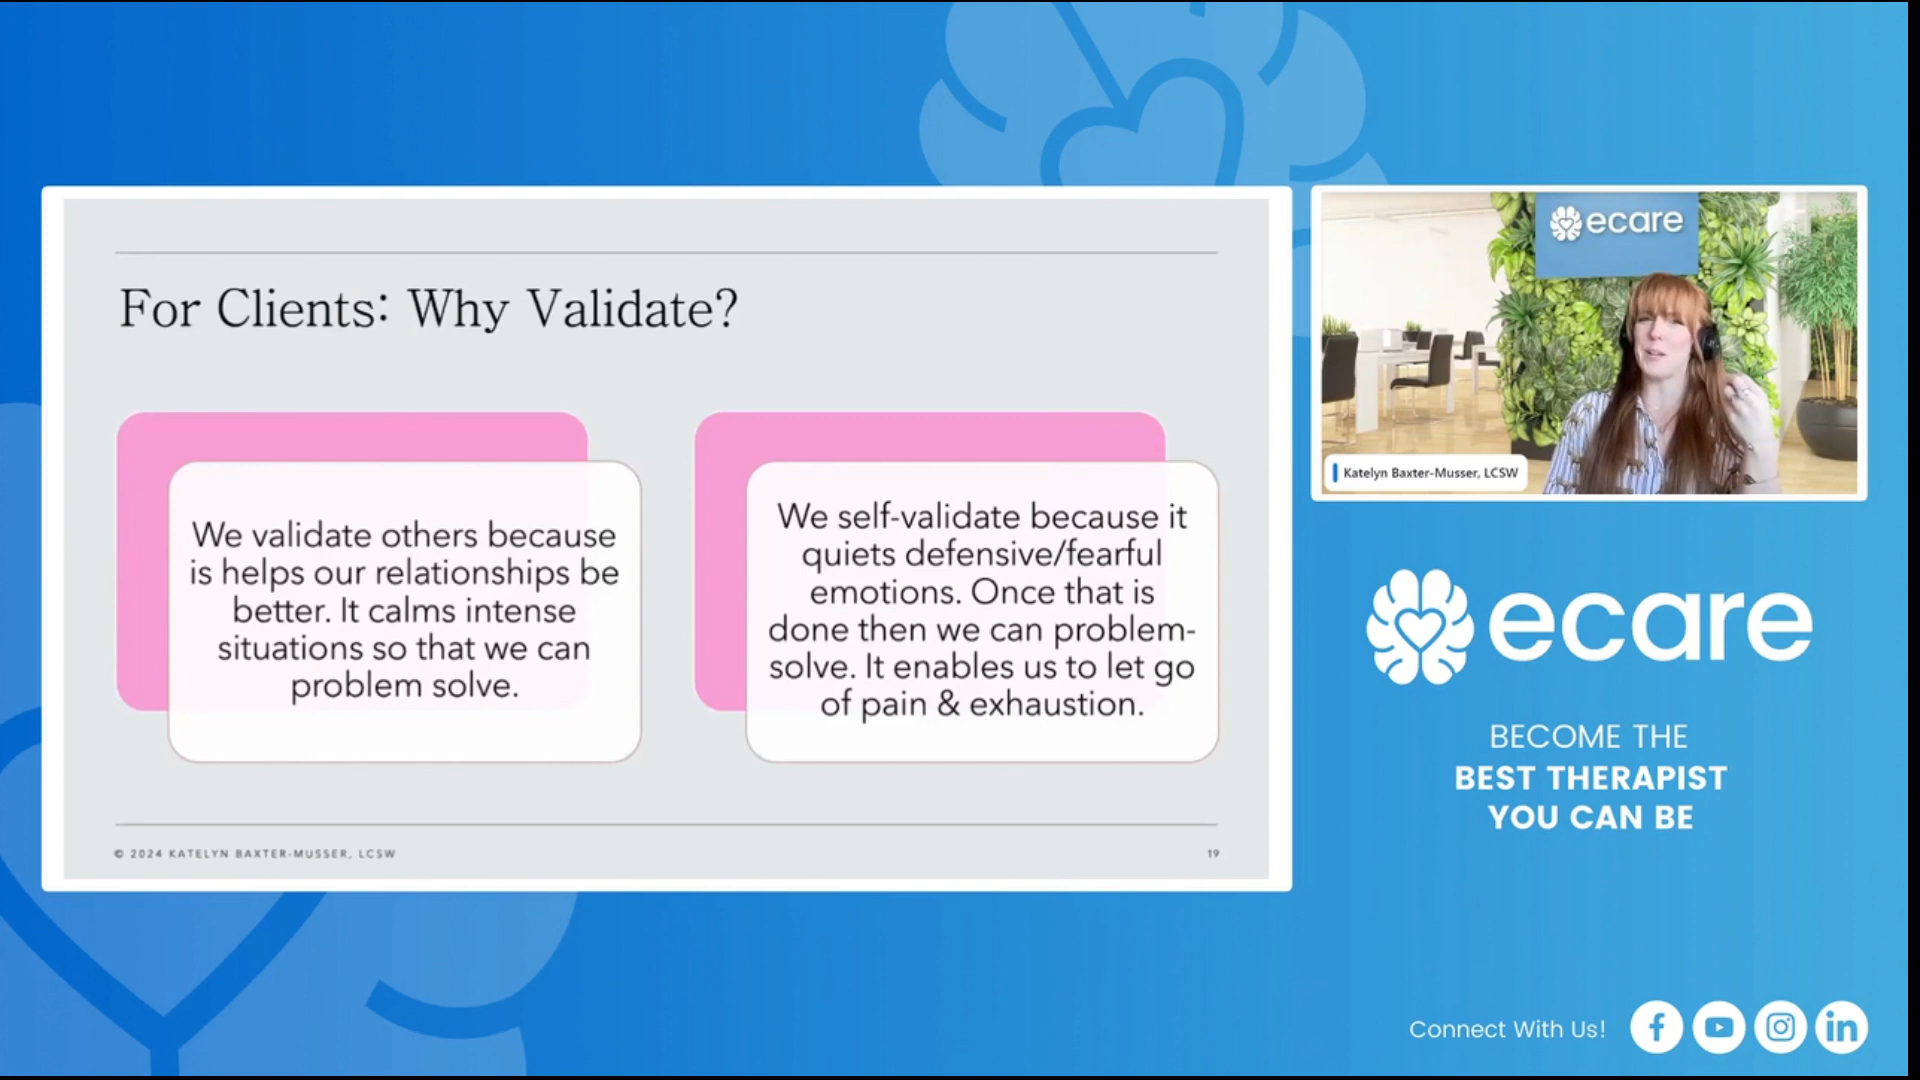 For Clients: Why Validate?
We validate others because
is helps our relationships be
better. It calms intense
situations so that we can
problem solve.
We self-validate because it
quiets defensive/fearful
emotions. Once that is
done then we can problem-
solve. It enables us to let go
of pain & exhaustion.
© 2024 KATELYN BAXTER-MUSSER, LCSW
19
ecare
Katelyn Baxter-Musser, LCSW
ecare
BECOME THE
BEST THERAPIST
YOU CAN BE
Connect With Us!